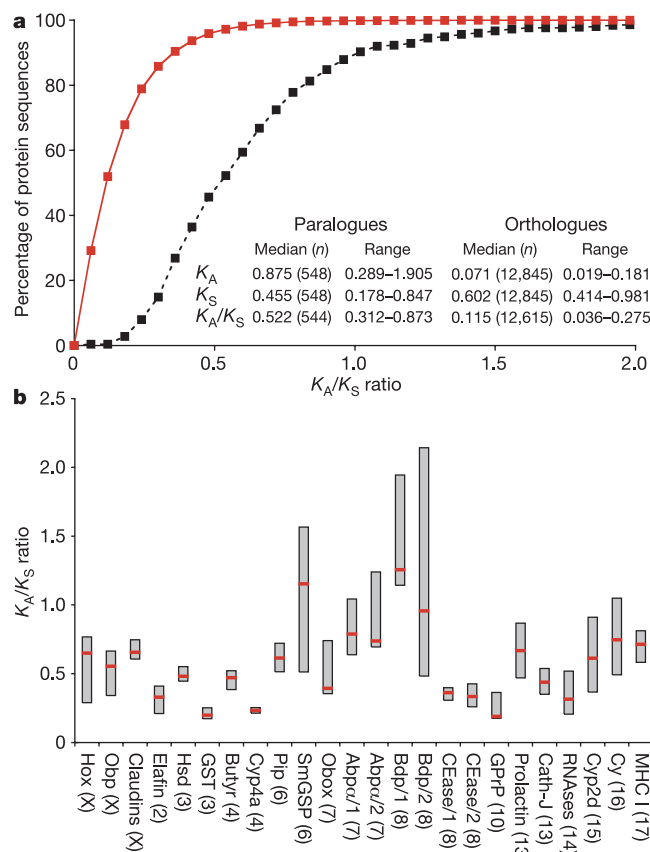 a
100
80
60
40
20
0
Percentage of protein sequences
Paralogues Orthologues
Median (n) Range Median (n) Range
KA 0.875 (548) 0.289–1.905 0.071 (12,845) 0.019–0.181
KS 0.455 (548) 0.178–0.847 0.602 (12,845) 0.414–0.981
KA/KS 0.522 (544) 0.312–0.873 0.115 (12,615) 0.036–0.275
0 0.5 1.0 1.5 2.0
KA/KS ratio
b
2.5
2.0
1.5
1.0
0.5
0
KA/KS ratio
Hox (X)
Obp (X)
Claudins (X)
Elafin (2)
Hsd (3)
GST (3)
Butyr (4)
Cyp4a (4)
Pip (6)
SmGSP (6)
Obox (7)
Abpα/1 (7)
Abpα/2 (7)
Bdp/1 (8)
Bdp/2 (8)
CEase/1 (8)
CEase/2 (8)
GPrP (10)
Prolactin (13
Cath-J (13)
RNAses (14)
Cyp2d (15)
Cy (16)
MHC I (17)